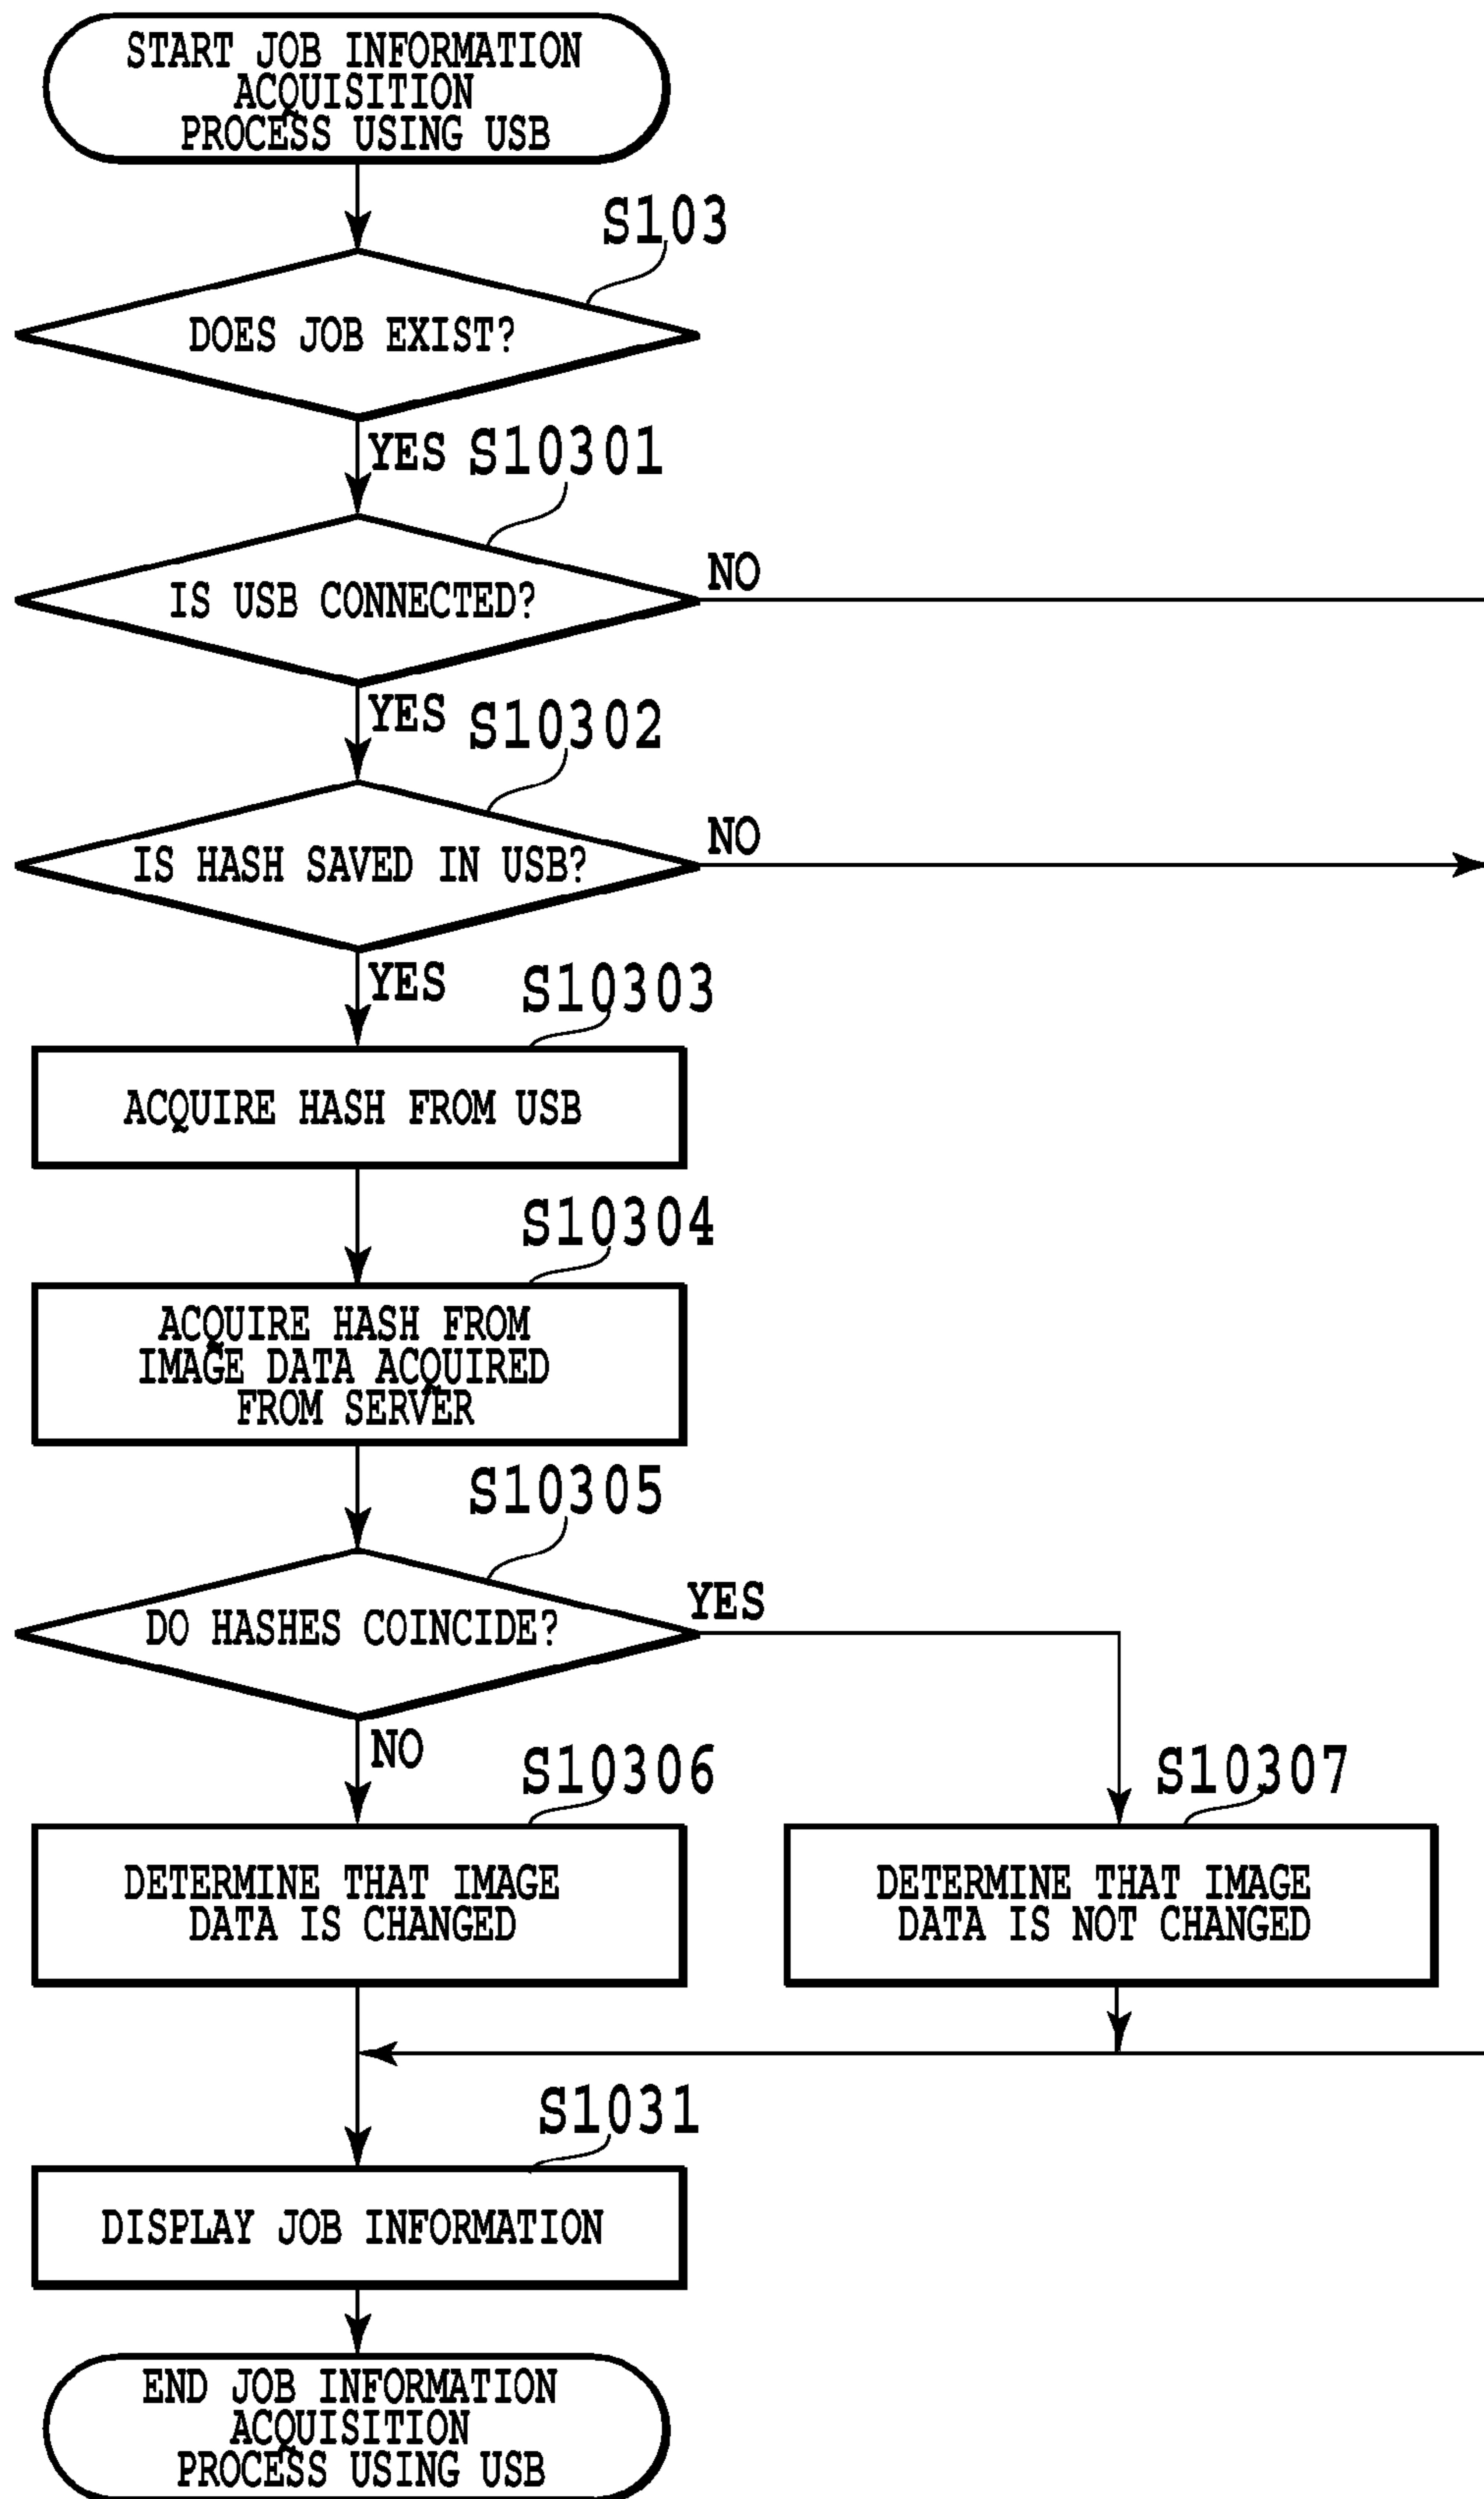 START JOB INFORMATION
ACQUISITION
PROCESS USING USB
S103
DOES JOB EXIST?
YES S10301
IS USB CONNECTED?
NO
YES S10302
IS HASH SAVED IN USB?
NO
YES S10303
ACQUIRE HASH FROM USB
S10304
ACQUIRE HASH FROM
IMAGE DATA ACQUIRED
FROM SERVER
S10305
DO HASHES COINCIDE?
YES
NO
S10306
DETERMINE THAT IMAGE
DATA IS CHANGED
S10307
DETERMINE THAT IMAGE
DATA IS NOT CHANGED
S1031
DISPLAY JOB INFORMATION
END JOB INFORMATION
ACQUISITION
PROCESS USING USB